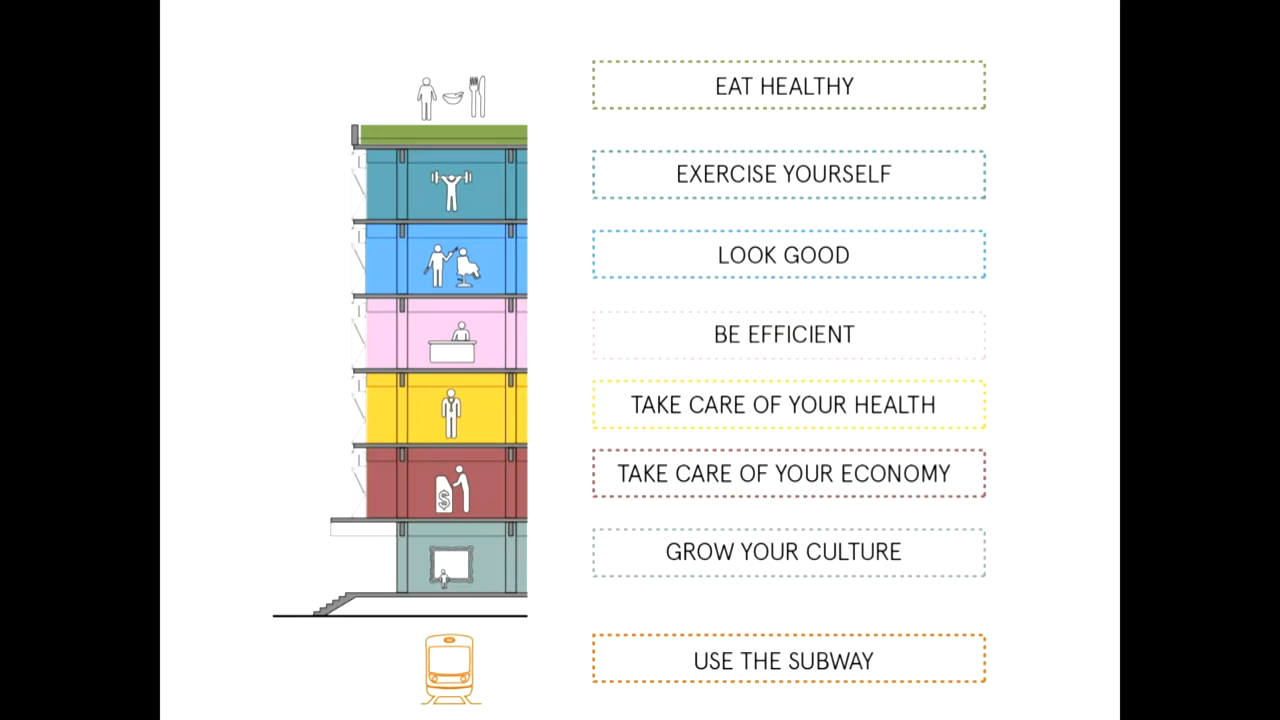 EAT HEALTHY
EXERCISE YOURSELF
LOOK GOOD
BE EFFICIENT
TAKE CARE OF YOUR HEALTH
TAKE CARE OF YOUR ECONOMY
$
GROW YOUR CULTURE
USE THE SUBWAY